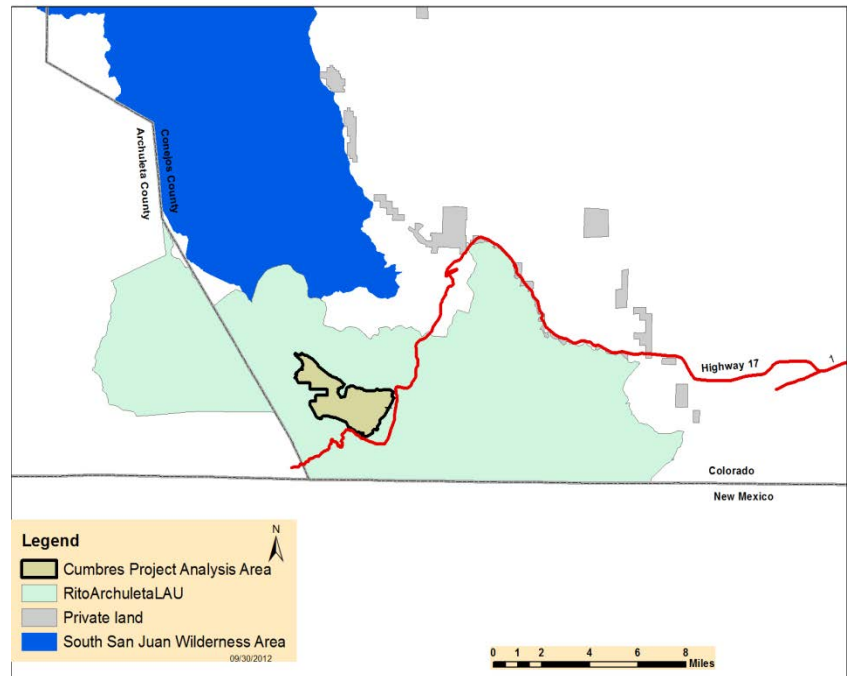 Conejos County
Archuleta County
Highway 17
1
Colorado
New Mexico
Legend
N
Cumbres Project Analysis Area
RitoArchuletaLAU
Private land
South San Juan Wilderness Area
09/30/2012
0 1 2 4 6 8
Miles